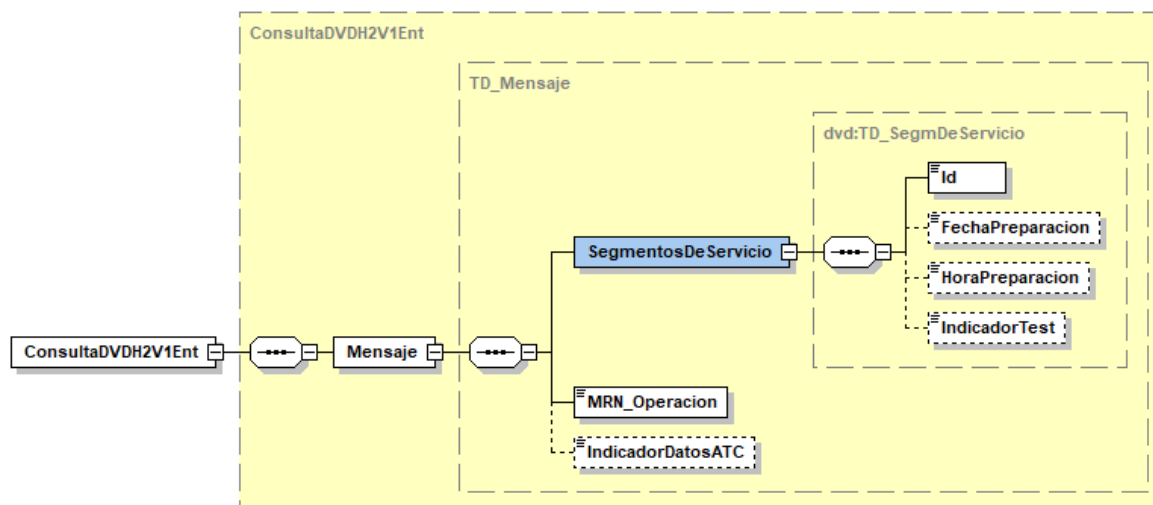 ConsultaDVDH2V1Ent
TD_Mensaje
dvd:TD_SegmDeServicio
Id
FechaPreparacion
SegmentosDeServicio
HoraPreparacion
IndicadorTest
ConsultaDVDH2V1Ent
Mensaje
MRN_Operacion
IndicadorDatosATC